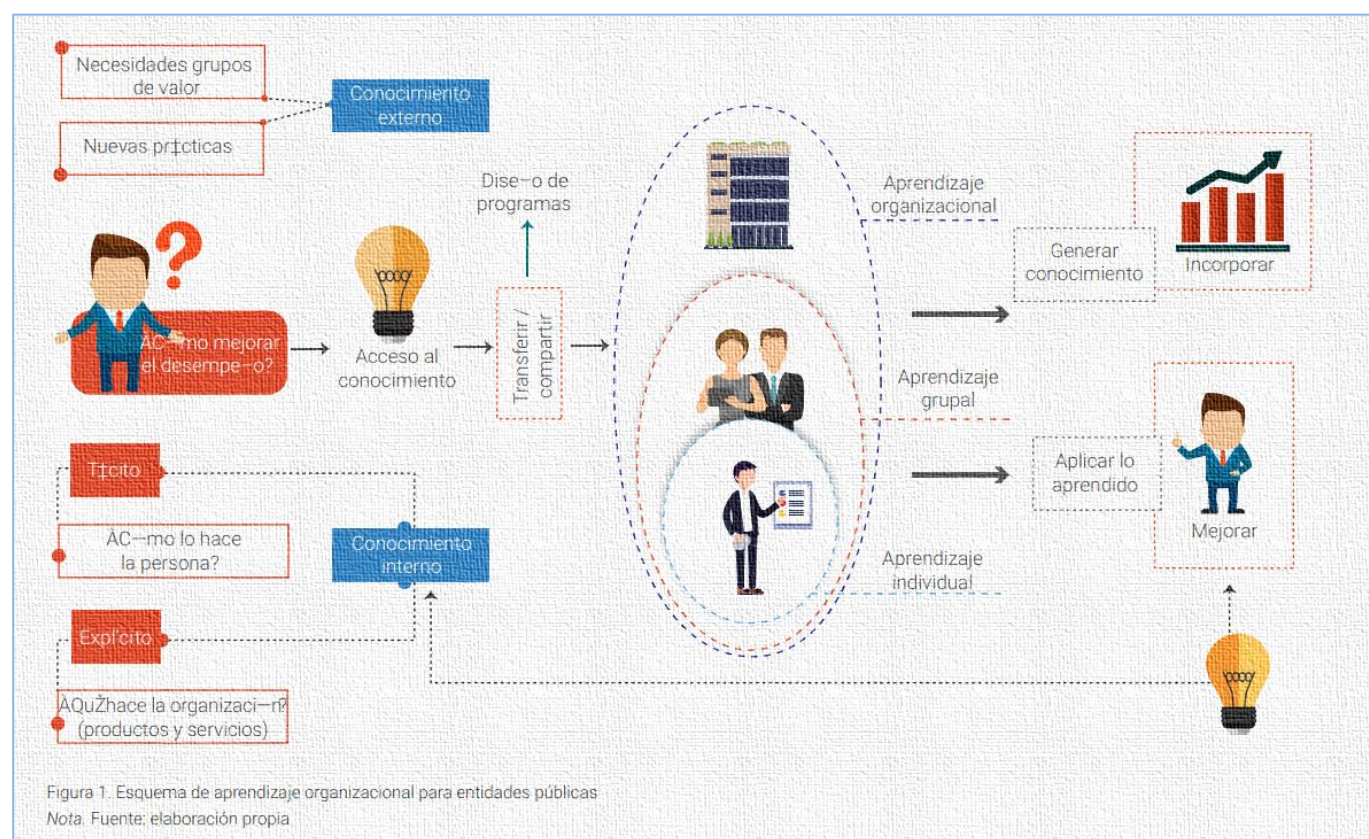 Necesidades grupos
de valor
Conocimiento
externo
Nuevas pr‡cticas
Dise–o de
programas
Aprendizaje
organizacional
Generar
conocimiento
Incorporar
ÀC—mo mejorar
el desempe–o?
Acceso al
conocimiento
Transferir /
compartir
Aprendizaje
grupal
Aplicar lo
aprendido
Mejorar
T‡cito
ÀC—mo lo hace
la persona?
Conocimiento
interno
Aprendizaje
individual
Expl’cito
ÀQuŽhace la organizaci—n?
(productos y servicios)
Figura 1. Esquema de aprendizaje organizacional para entidades públicas
Nota. Fuente: elaboración propia